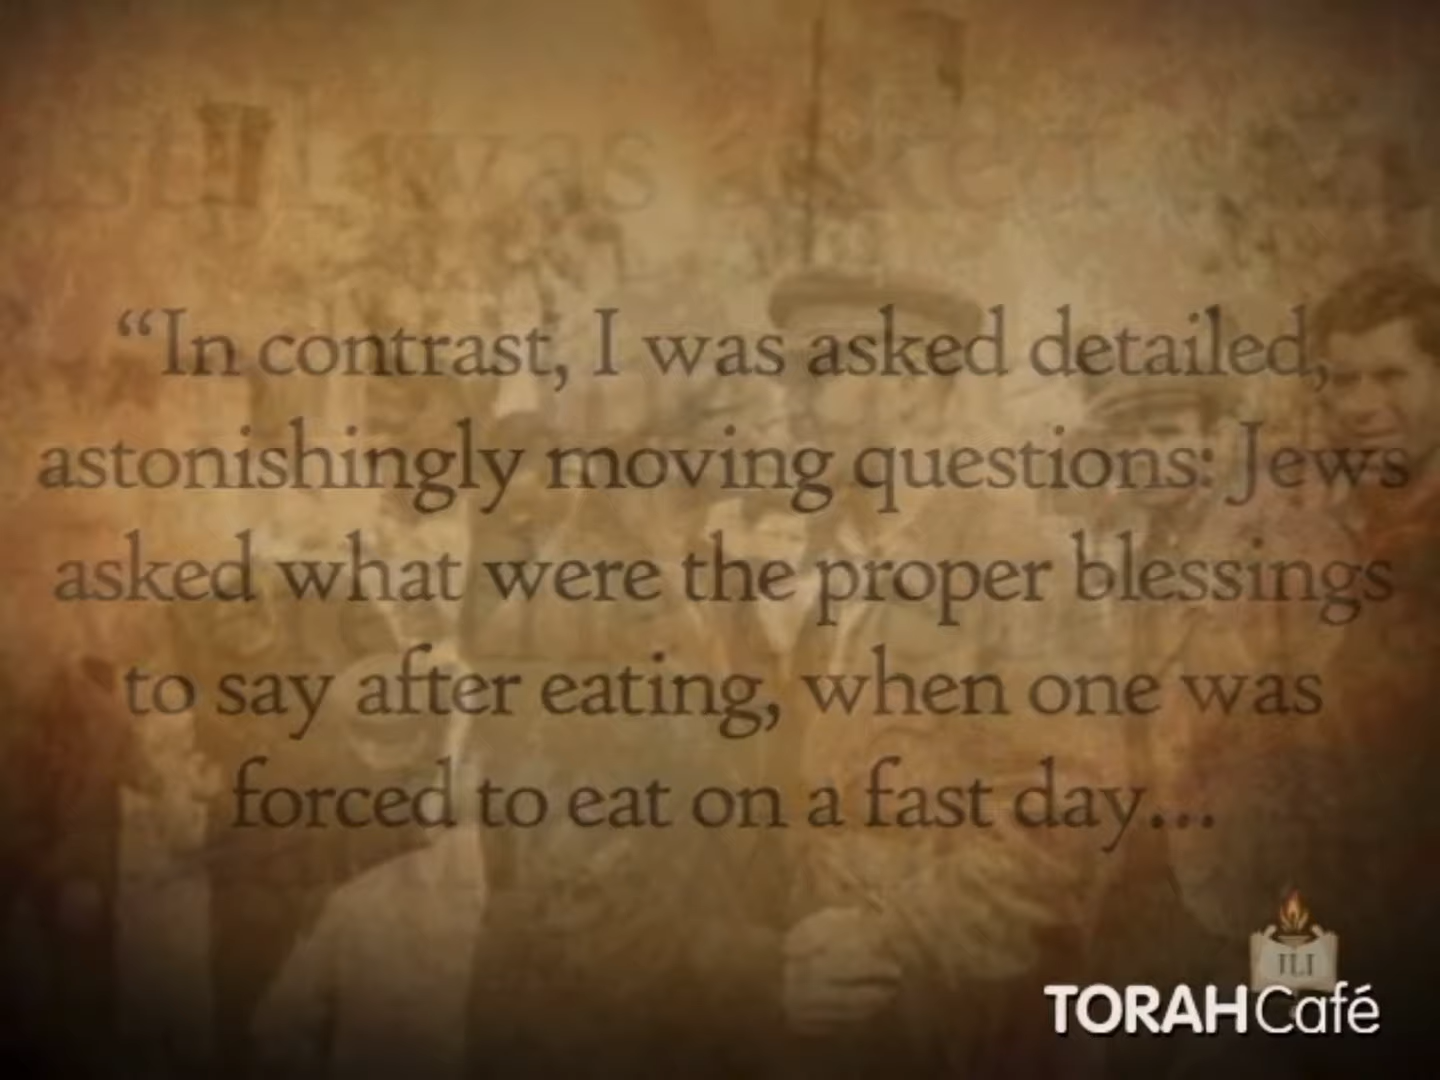 “In contrast, I was asked detailed,
astonishingly moving questions: Jews
asked what were the proper blessings
to say after eating, when one was
forced to eat on a fast day...
JLI
TORAHCafé